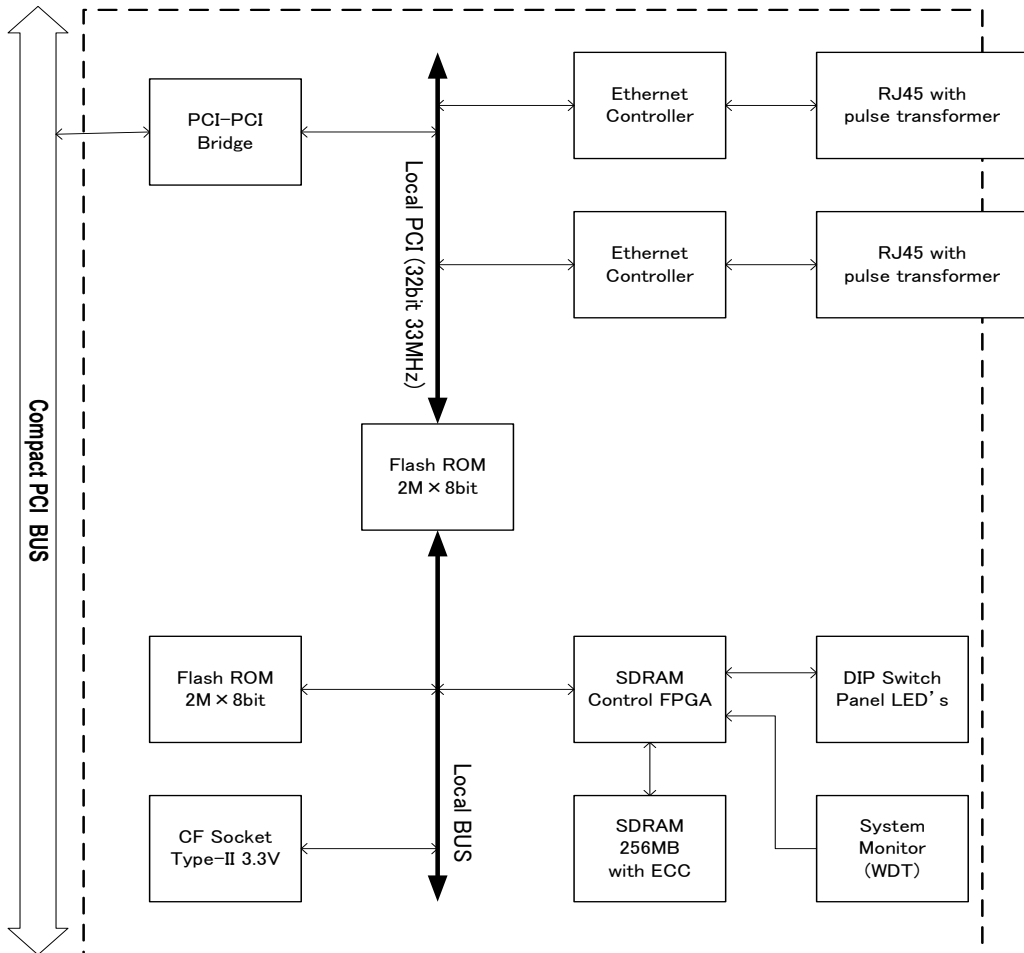 Compact PCI BUS
PCI-PCI
Bridge
Local PCI (32bit 33MHz)
Ethernet
Controller
RJ45 with
pulse transformer
Ethernet
Controller
RJ45 with
pulse transformer
Flash ROM
2M×8bit
Flash ROM
2M×8bit
CF Socket
Type-II 3.3V
Local BUS
SDRAM
Control FPGA
DIP Switch
Panel LED's
SDRAM
256MB
with ECC
System
Monitor
(WDT)